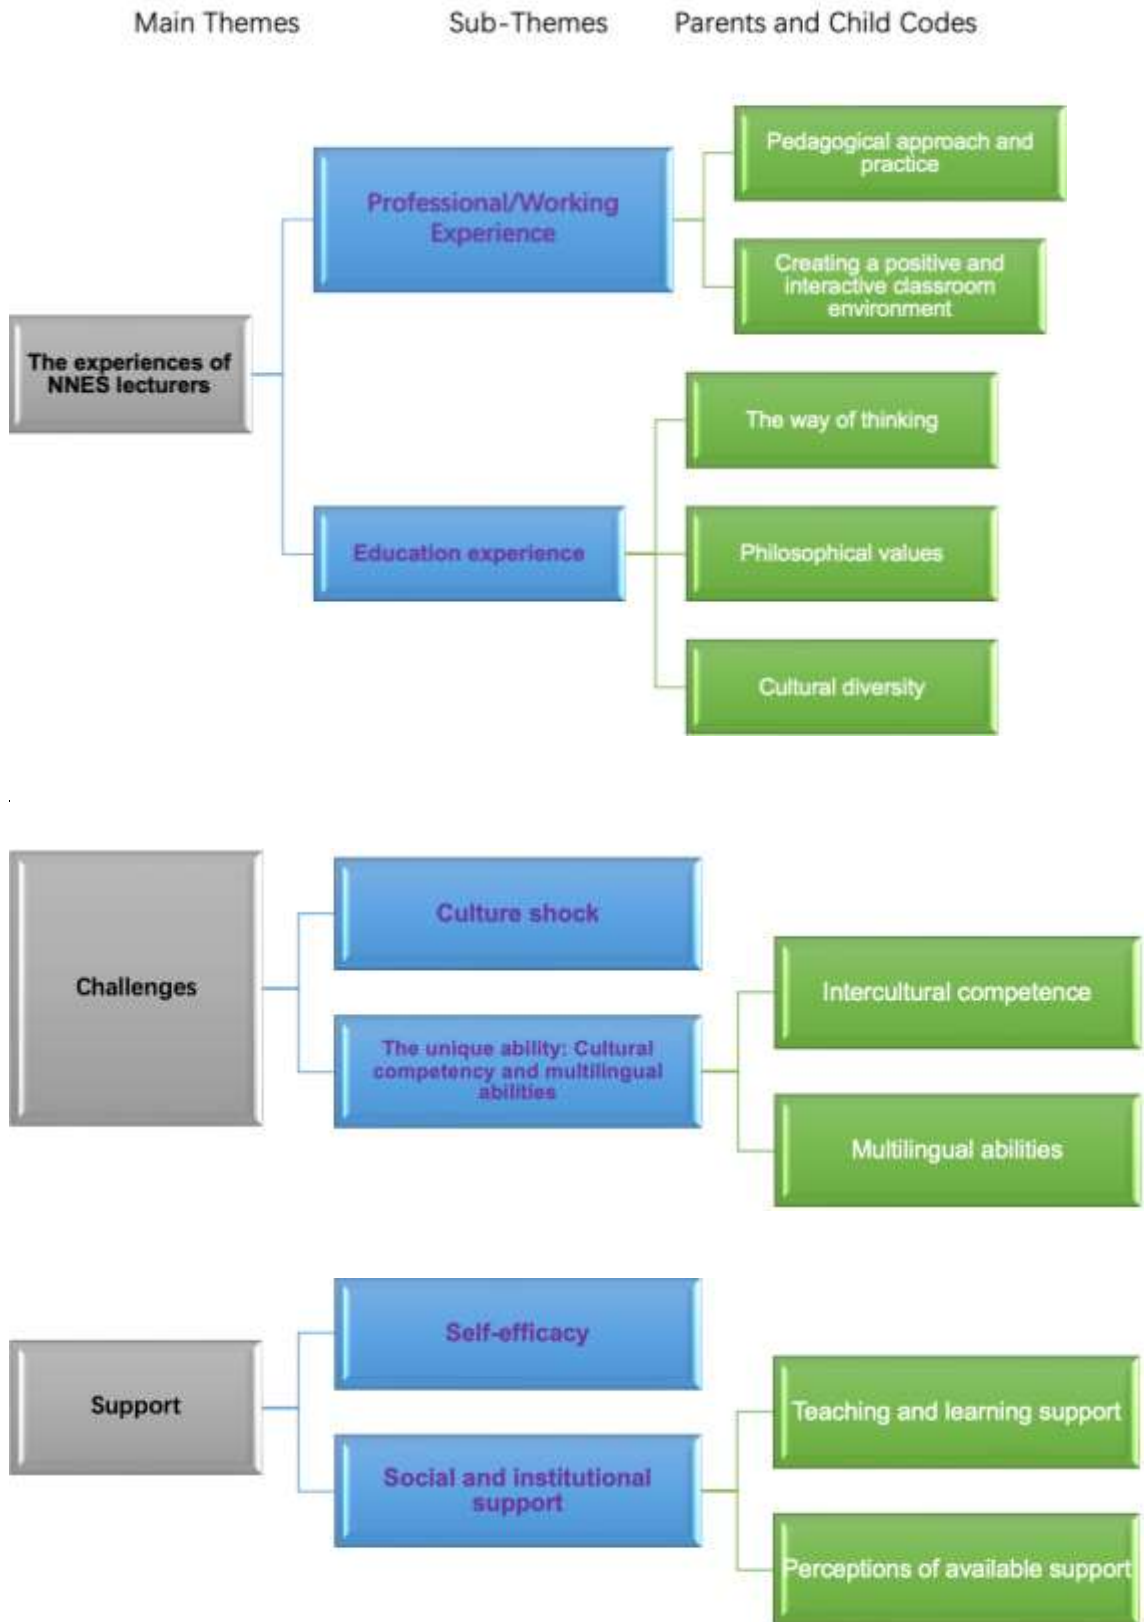 Main Themes
Sub-Themes
Parents and Child Codes
Pedagogical approach and
practice
Professional/Working
Experience
Creating a positive and
interactive classroom
environment
The experiences of
NNES lecturers
The way of thinking
Education experience
Philosophical values
Cultural diversity
Culture shock
Challenges
Intercultural competence
The unique ability: Cultural
competency and multilingual
abilities
Multilingual abilities
Self-efficacy
Support
Teaching and learning support
Social and institutional
support
Perceptions of available support